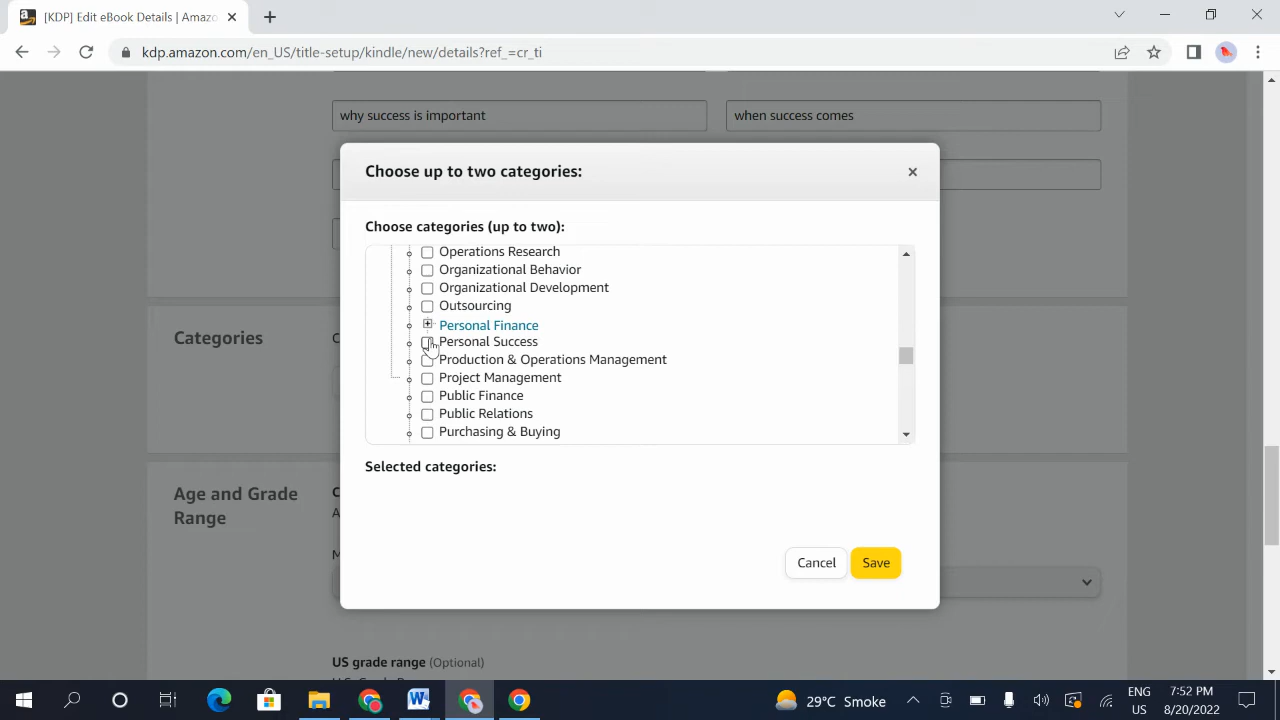 [KDP] Edit eBook Details | Amazo
kdp.amazon.com/en_US/title-setup/kindle/new/details?ref_=cr_ti
why success is important
when success comes
Choose up to two categories:
Choose categories (up to two):
Operations Research
Organizational Behavior
Organizational Development
Outsourcing
Personal Finance
Personal Success
Production & Operations Management
Project Management
Public Finance
Public Relations
Purchasing & Buying
Selected categories:
Cancel
Save
Categories
Age and Grade
Range
US grade range (Optional)
29°C Smoke
ENG
US
7:52 PM
8/20/2022